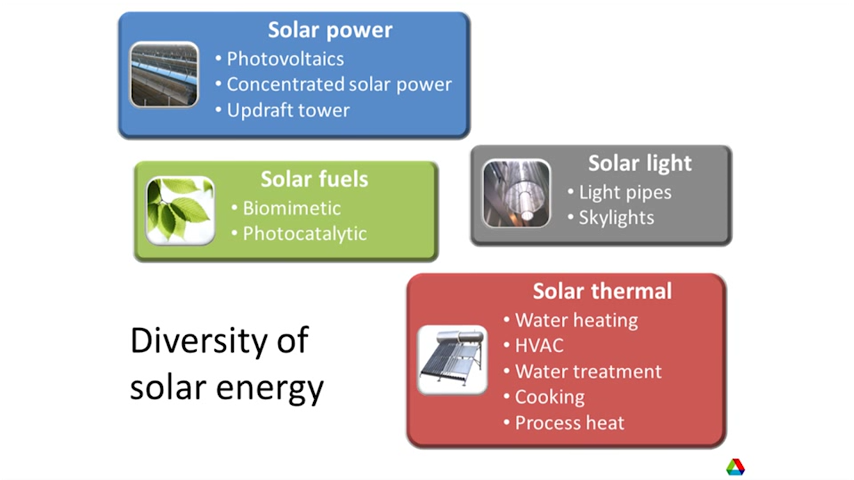 Solar power
• Photovoltaics
• Concentrated solar power
• Updraft tower
Solar fuels
• Biomimetic
• Photocatalytic
Solar light
• Light pipes
• Skylights
Solar thermal
• Water heating
• HVAC
• Water treatment
• Cooking
• Process heat
Diversity of
solar energy